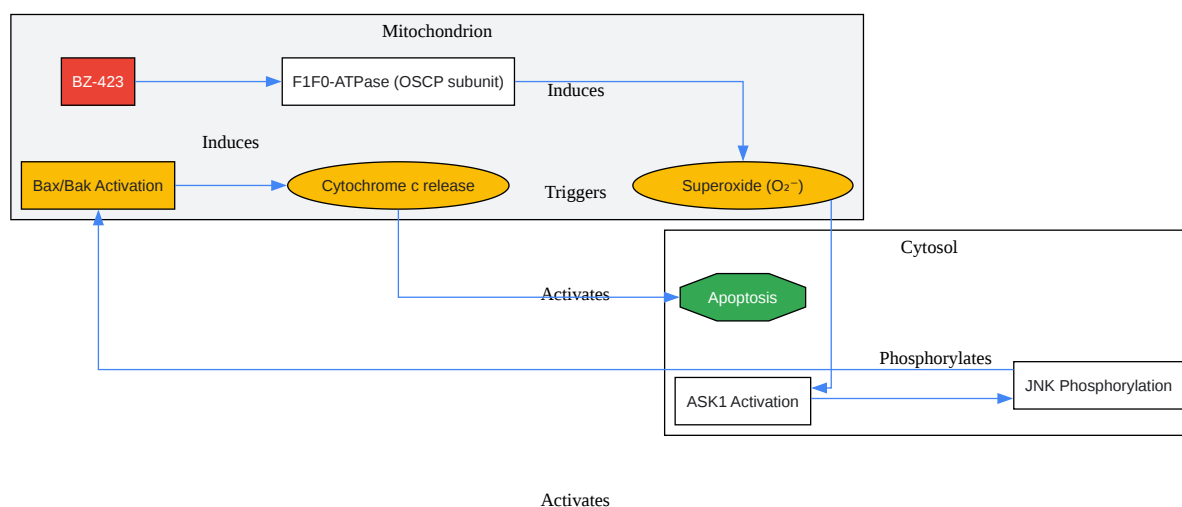 Mitochondrion
BZ-423
F1F0-ATPase (OSCP subunit)
Induces
Induces
Bax/Bak Activation
Cytochrome c release
Triggers
Superoxide (O₂⁻)
Cytosol
Activates
Apoptosis
Phosphorylates
JNK Phosphorylation
ASK1 Activation
Activates